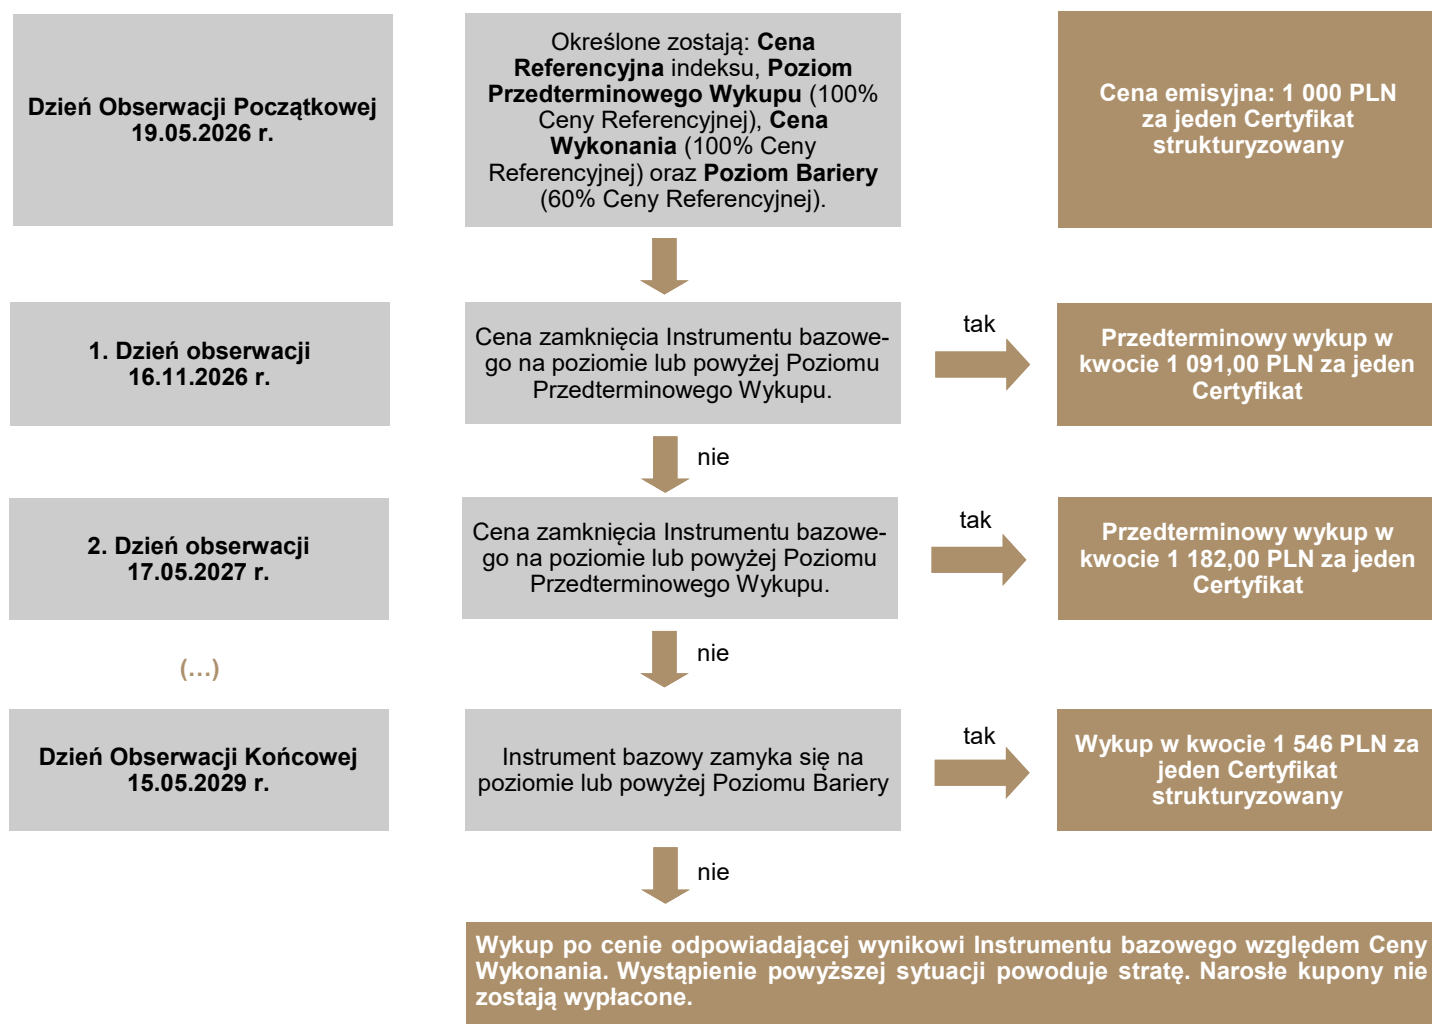 Dzień Obserwacji Początkowej
19.05.2026 r.
Określone zostają: Cena
Referencyjna indeksu, Poziom
Przedterminowego Wykupu (100%
Ceny Referencyjnej), Cena
Wykonania (100% Ceny
Referencyjnej) oraz Poziom Bariery
(60% Ceny Referencyjnej).
Cena emisyjna: 1 000 PLN
za jeden Certyfikat
strukturyzowany
1. Dzień obserwacji
16.11.2026 r.
Cena zamknięcia Instrumentu bazowe-
go na poziomie lub powyżej Poziomu
Przedterminowego Wykupu.
tak
Przedterminowy wykup w
kwocie 1 091,00 PLN za jeden
Certyfikat
nie
2. Dzień obserwacji
17.05.2027 r.
Cena zamknięcia Instrumentu bazowe-
go na poziomie lub powyżej Poziomu
Przedterminowego Wykupu.
tak
Przedterminowy wykup w
kwocie 1 182,00 PLN za jeden
Certyfikat
nie
(…)
Dzień Obserwacji Końcowej
15.05.2029 r.
Instrument bazowy zamyka się na
poziomie lub powyżej Poziomu Bariery
tak
Wykup w kwocie 1 546 PLN za
jeden Certyfikat
strukturyzowany
nie
Wykup po cenie odpowiadającej wynikowi Instrumentu bazowego względem Ceny
Wykonania. Wystąpienie powyższej sytuacji powoduje stratę. Narosłe kupony nie
zostają wypłacone.